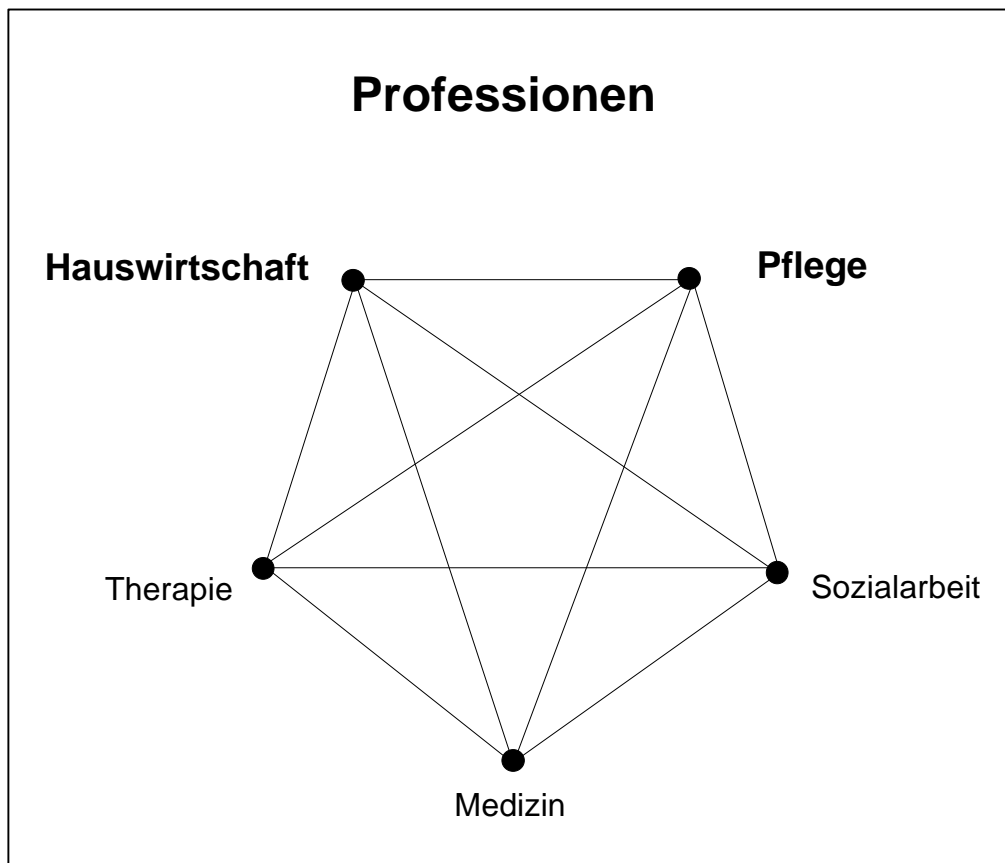 Professionen
Hauswirtschaft
Pflege
Therapie
Sozialarbeit
Medizin